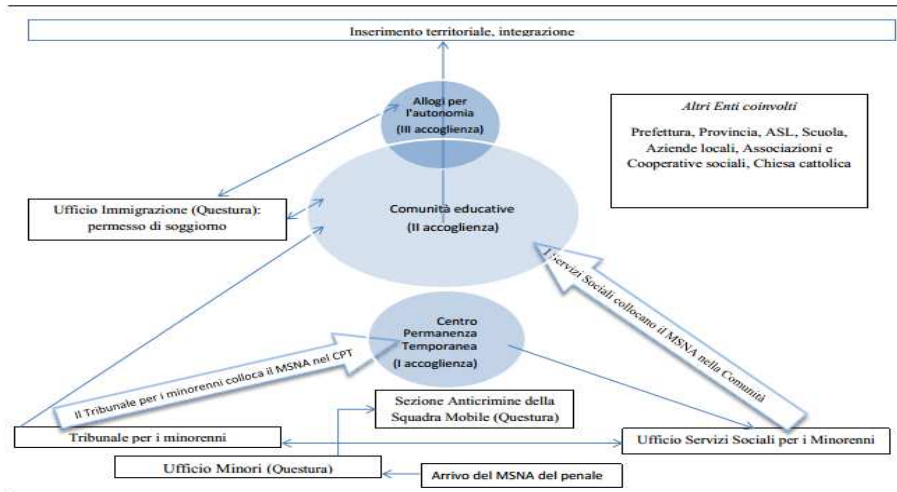 Inserimento territoriale, integrazione
Allogi per
l'autonomia
(III accoglienza)
Altri Enti coinvolti
Prefettura, Provincia, ASL, Scuola,
Aziende locali, Associazioni e
Cooperative sociali, Chiesa cattolica
Ufficio Immigrazione (Questura):
permesso di soggiorno
Comunità educative
(II accoglienza)
I Servizi Sociali collocano il MSNA nella Comunità
Centro
Permanenza
Temporanea
(I accoglienza)
Il Tribunale per i minorenni colloca il MSNA nel CPT
Sezione Anticrimine della
Squadra Mobile (Questura)
Tribunale per i minorenni
Ufficio Servizi Sociali per i Minorenni
Ufficio Minori (Questura)
Arrivo del MSNA del penale